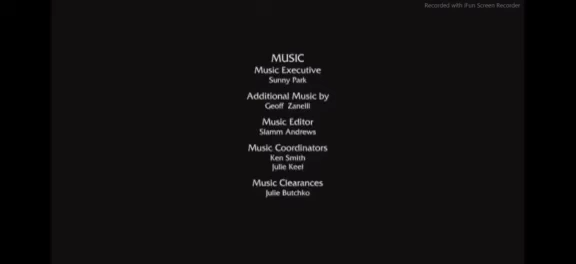 Recorded with iFun Screen Recorder
MUSIC
Music Executive
Sunny Park
Additional Music by
Geoff Zanelli
Music Editor
Slamm Andrews
Music Coordinators
Ken Smith
Julie Keel
Music Clearances
Julie Butchko